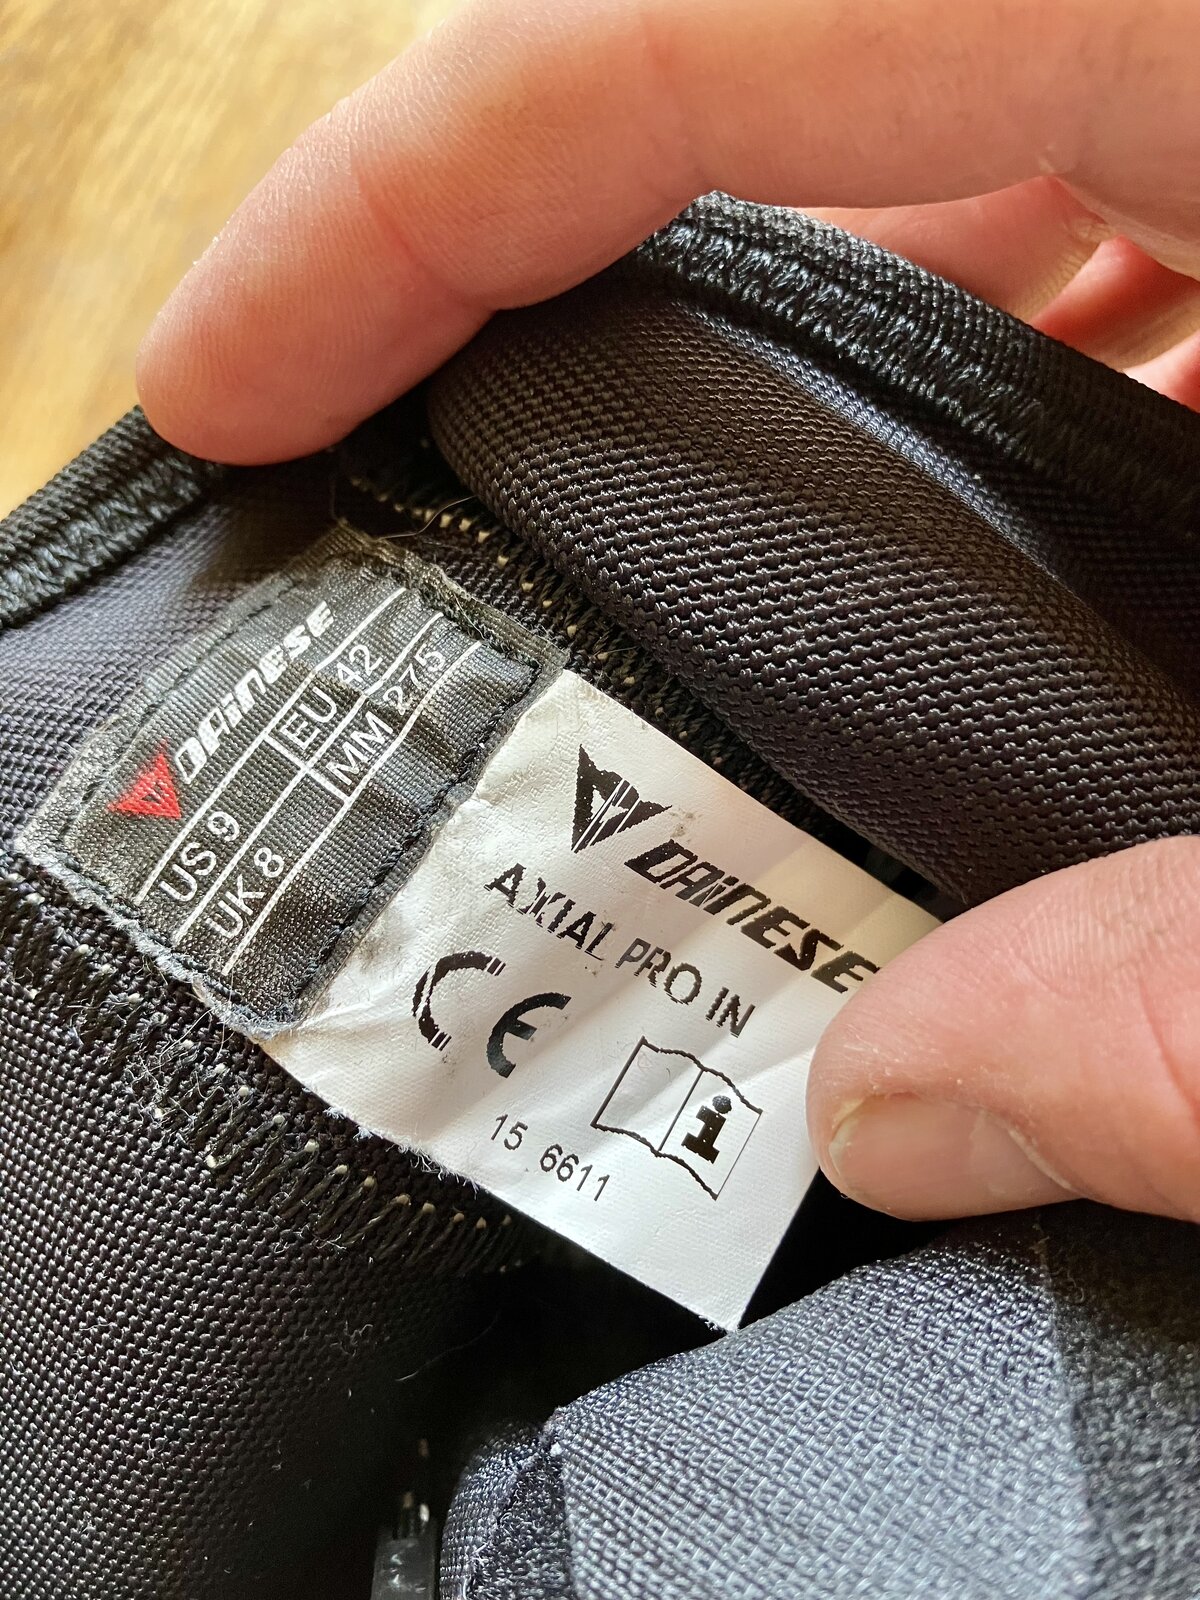 DAINESE
US 9 EU 42
UK 8 MM 275
DAINESE
AXIAL PRO IN
CE
i
15 6611